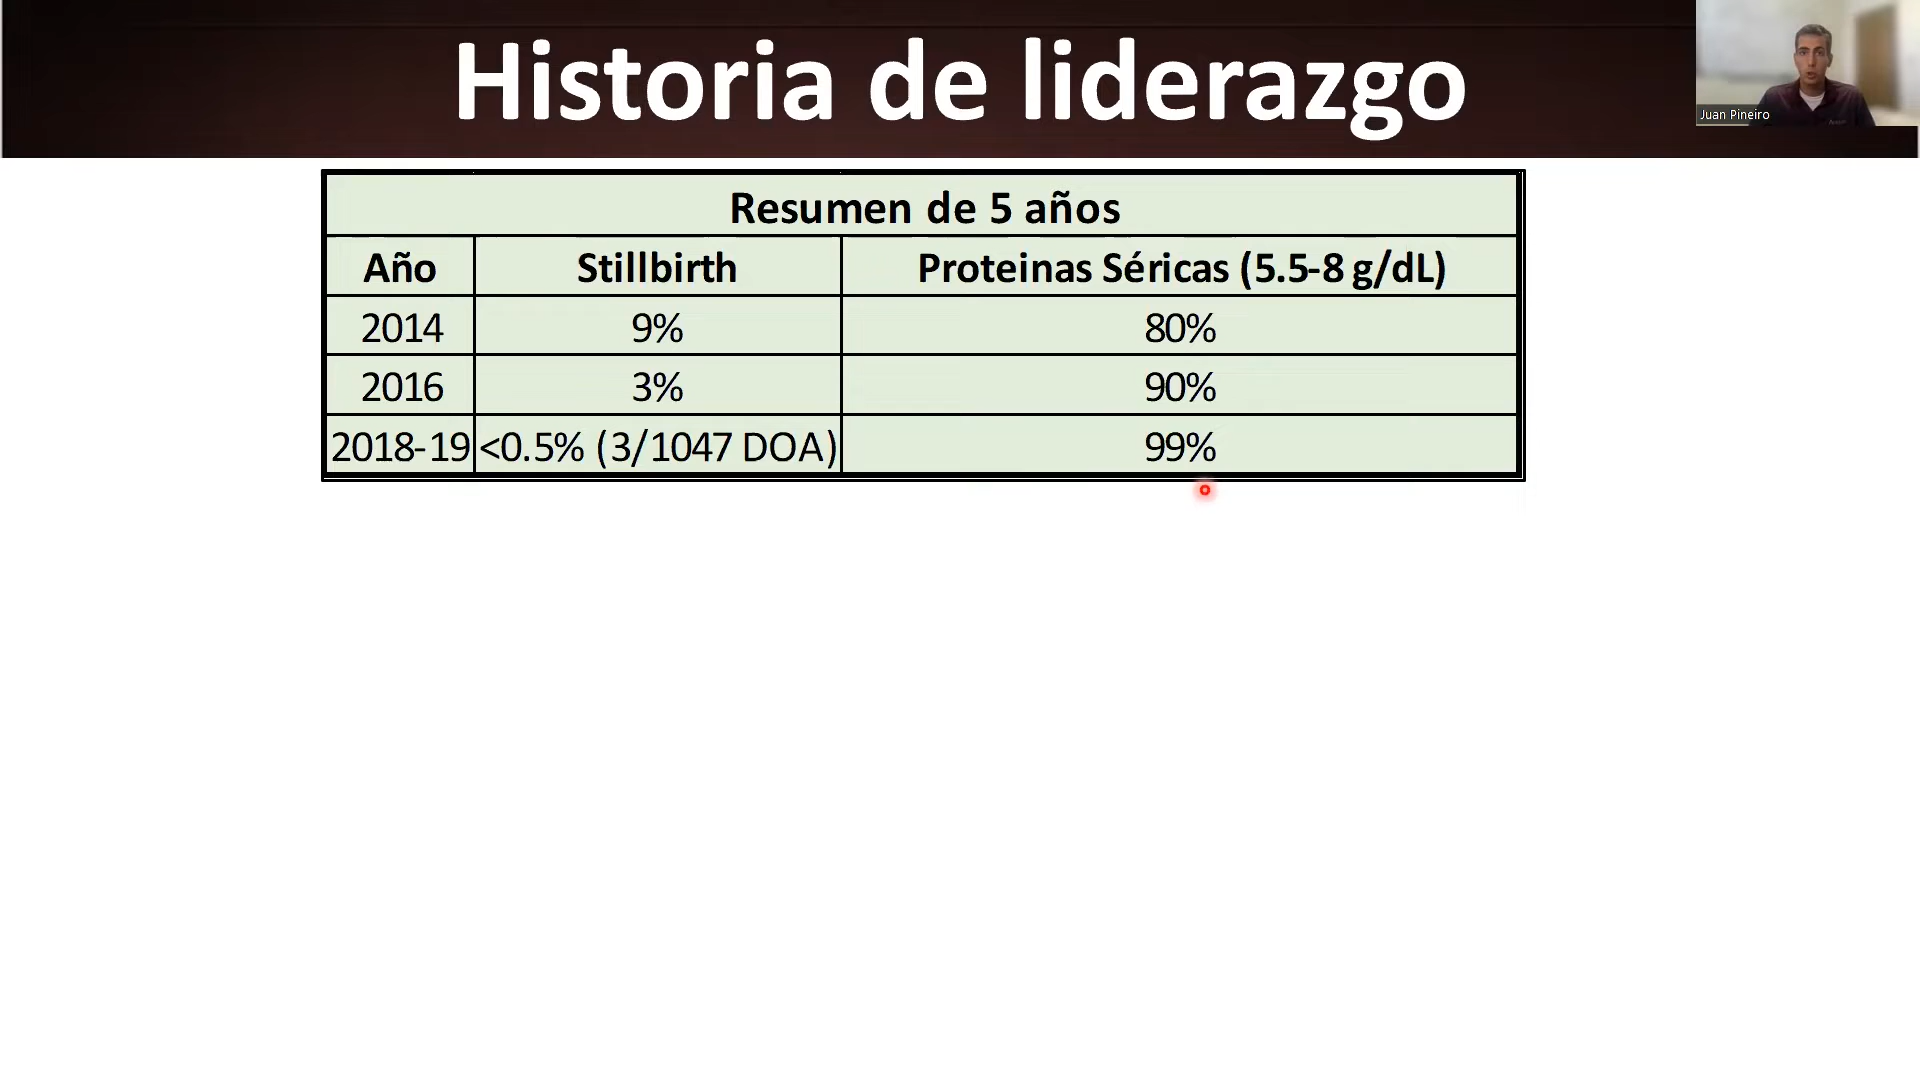 Historia de liderazgo
Juan Pineiro
Resumen de 5 años
Año Stillbirth Proteinas Séricas (5.5-8 g/dL)
2014 9% 80%
2016 3% 90%
2018-19 <0.5% (3/1047 DOA) 99%